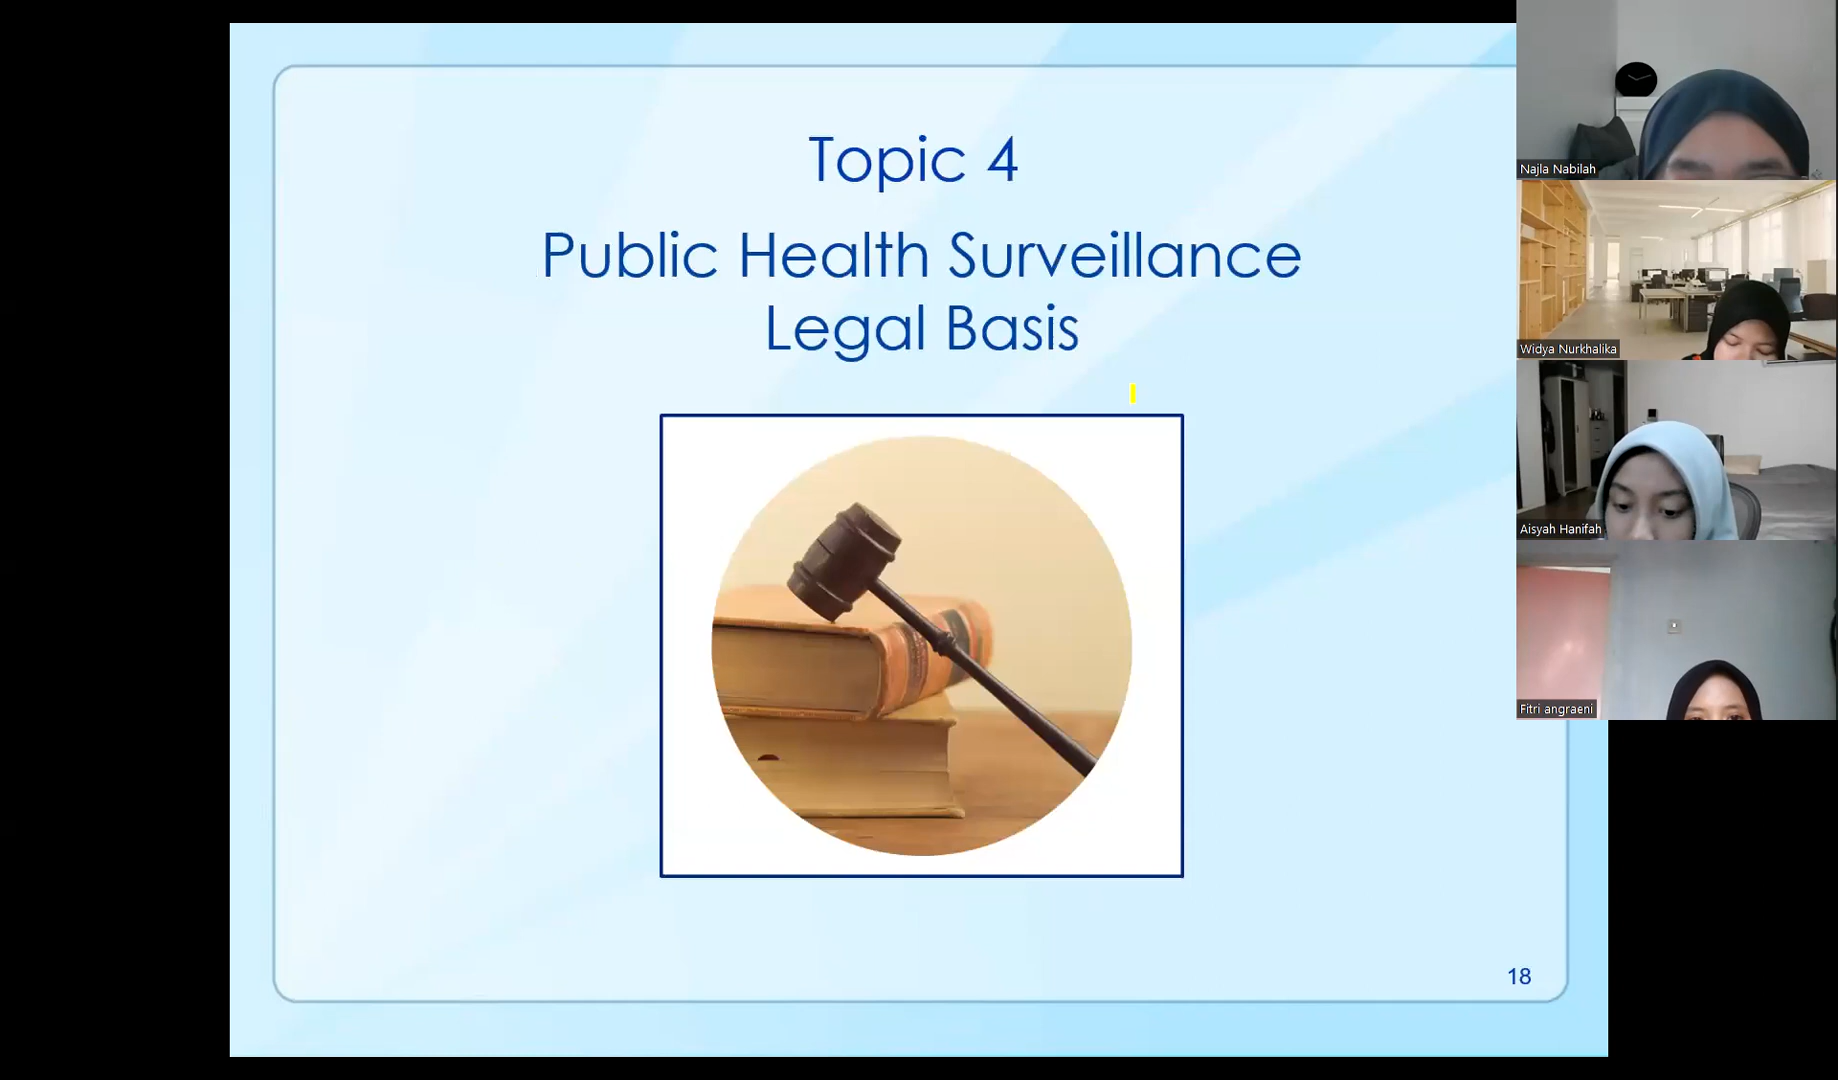 Topic 4
Public Health Surveillance
Legal Basis
18
Najla Nabilah
Widya Nurkhalika
Aisyah Hanifah
Fitri angraeni